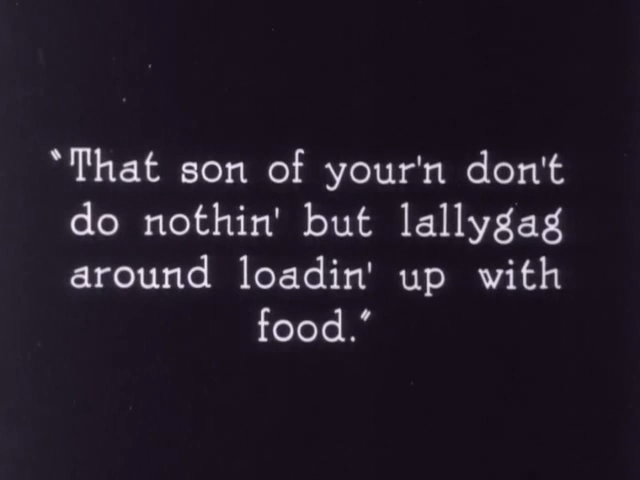 "That son of your'n don't
do nothin' but lallygag
around loadin' up with
food."